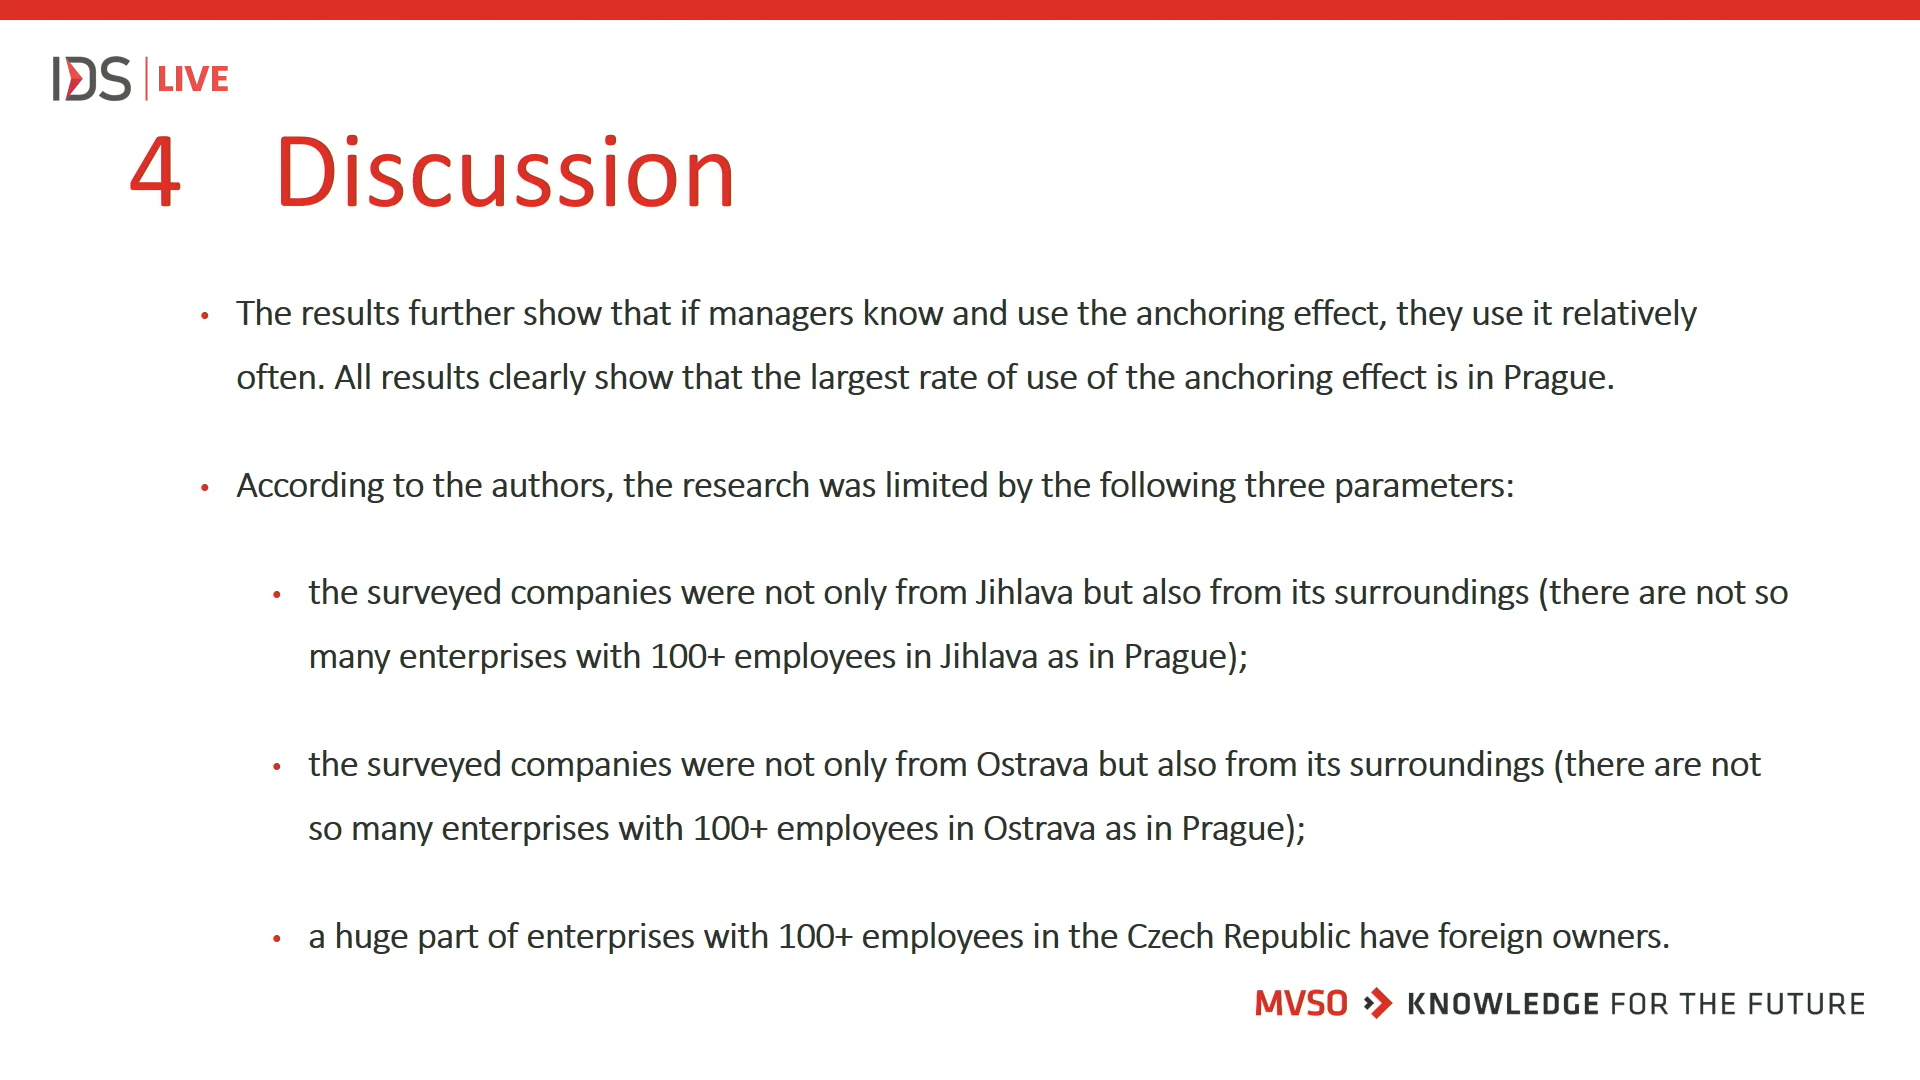 IDS LIVE
4 Discussion
• The results further show that if managers know and use the anchoring effect, they use it relatively
often. All results clearly show that the largest rate of use of the anchoring effect is in Prague.
• According to the authors, the research was limited by the following three parameters:
• the surveyed companies were not only from Jihlava but also from its surroundings (there are not so
many enterprises with 100+ employees in Jihlava as in Prague);
• the surveyed companies were not only from Ostrava but also from its surroundings (there are not
so many enterprises with 100+ employees in Ostrava as in Prague);
• a huge part of enterprises with 100+ employees in the Czech Republic have foreign owners.
MVSO KNOWLEDGE FOR THE FUTURE